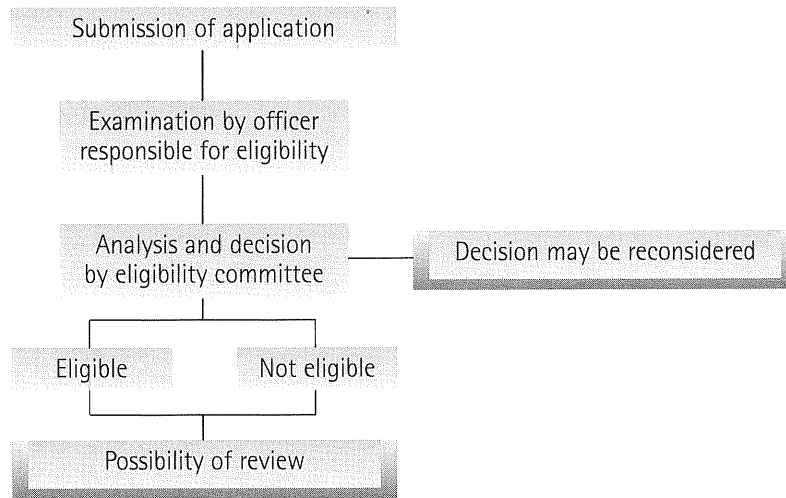 Submission of application
Examination by officer
responsible for eligibility
Analysis and decision
by eligibility committee
Decision may be reconsidered
Eligible
Not eligible
Possibility of review